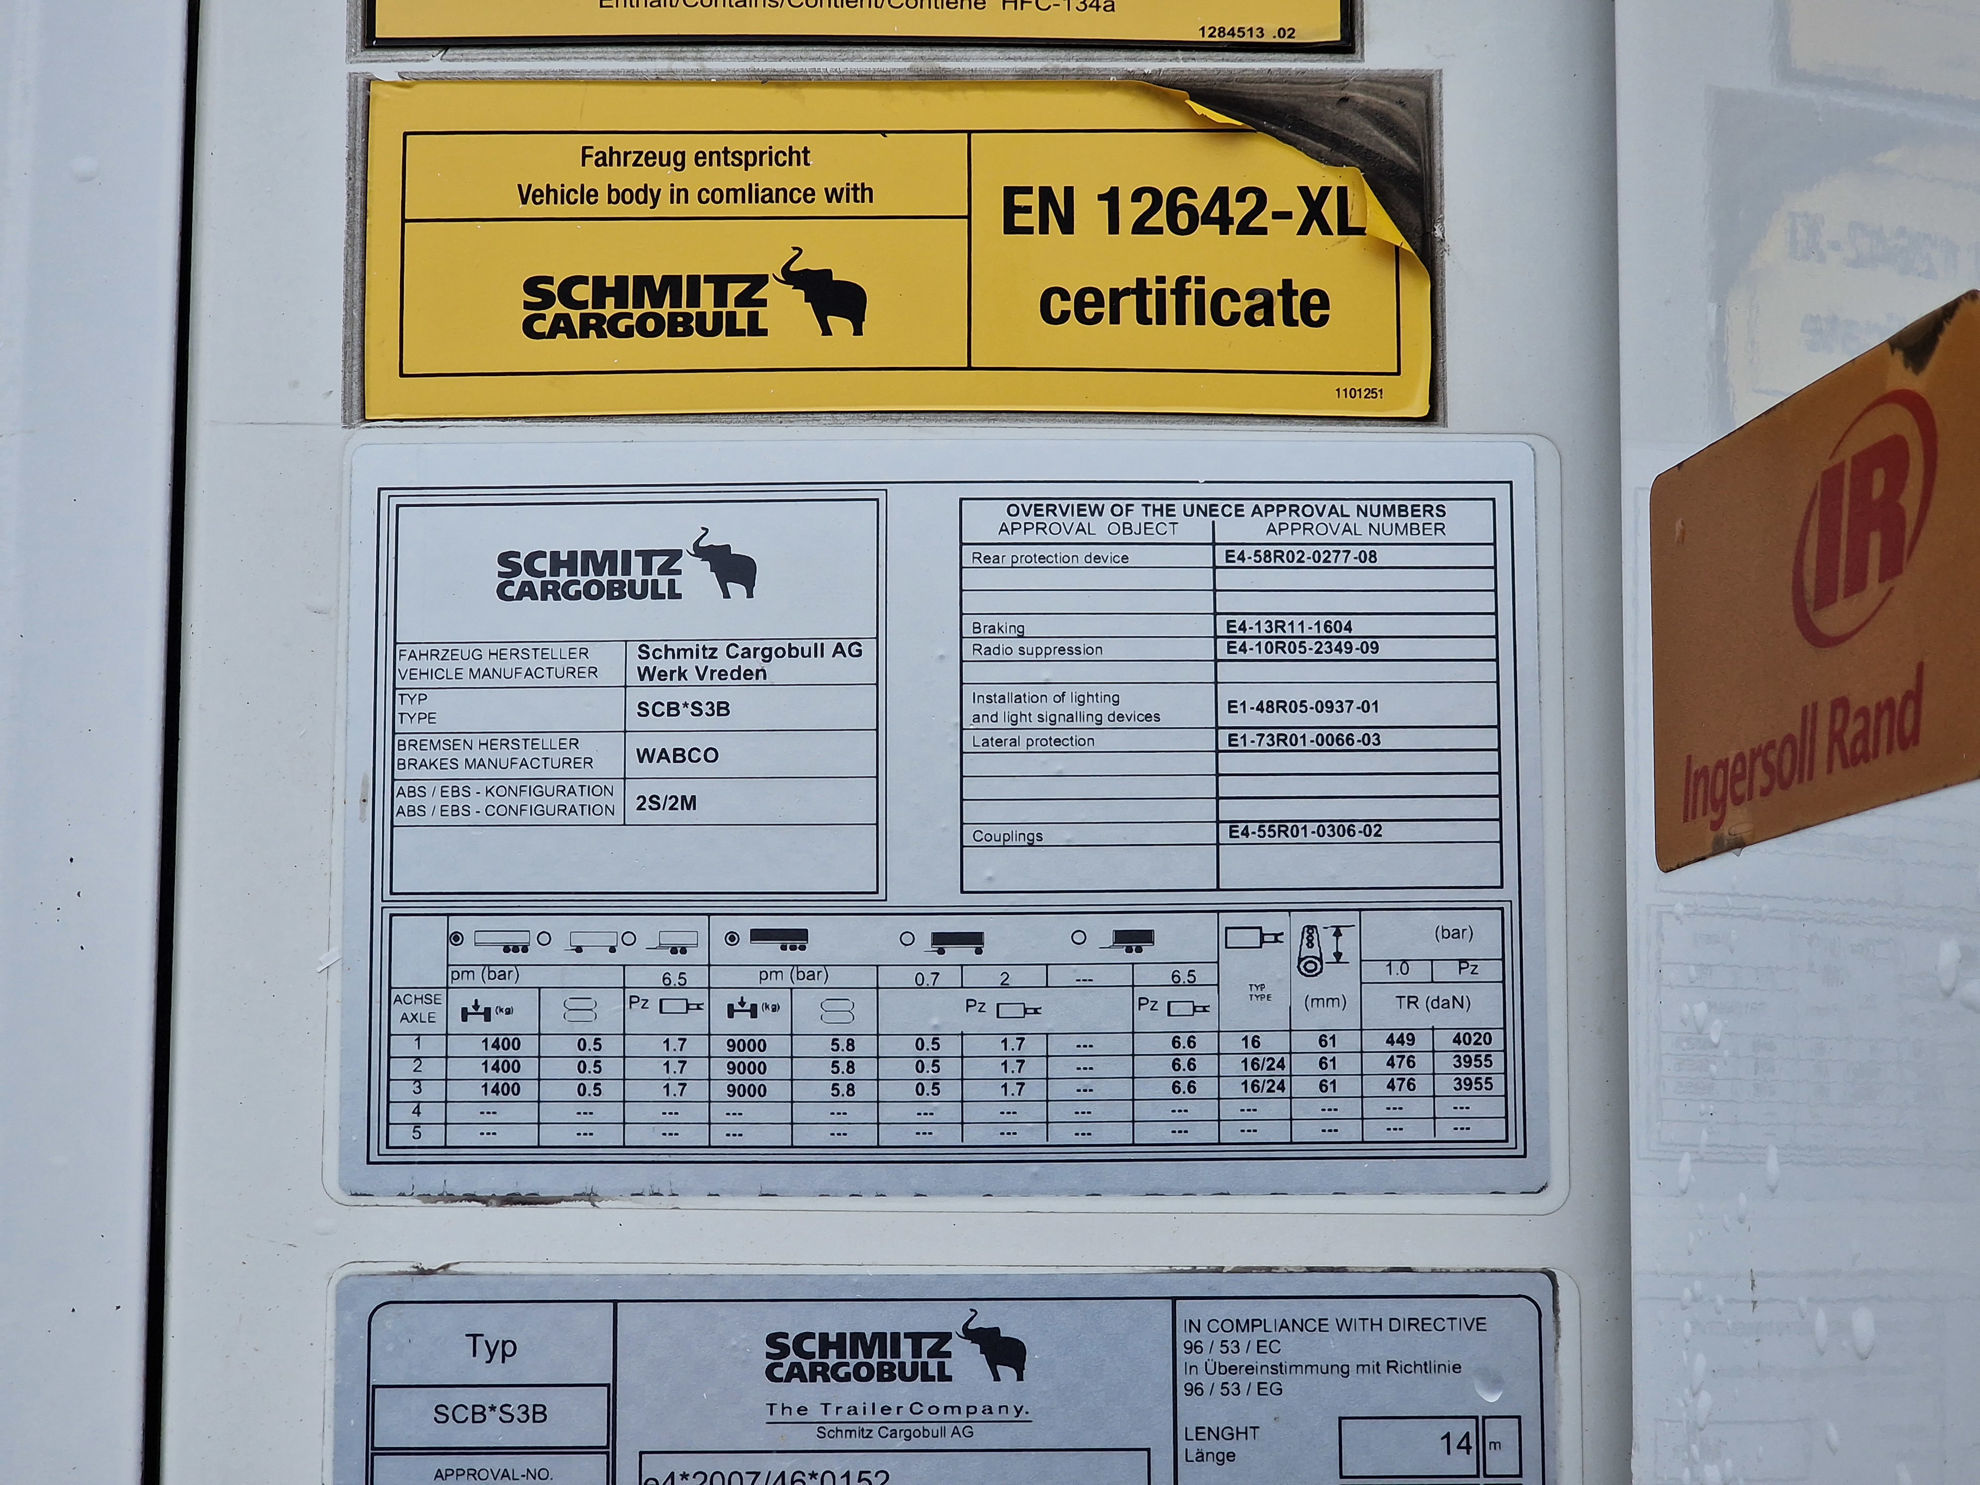 Enthält/Contains/Contient/Contiene HFC-134a
1284513 .02
Fahrzeug entspricht
Vehicle body in comliance with
SCHMITZ
CARGOBULL
EN 12642-XL
certificate
1101251
SCHMITZ
CARGOBULL
FAHRZEUG HERSTELLER
VEHICLE MANUFACTURER
Schmitz Cargobull AG
Werk Vreden
TYP
TYPE
SCB*S3B
BREMSEN HERSTELLER
BRAKES MANUFACTURER
WABCO
ABS / EBS - KONFIGURATION
ABS / EBS - CONFIGURATION
2S/2M
OVERVIEW OF THE UNECE APPROVAL NUMBERS
APPROVAL OBJECT APPROVAL NUMBER
Rear protection device E4-58R02-0277-08
Braking E4-13R11-1604
Radio suppression E4-10R05-2349-09
Installation of lighting
and light signalling devices E1-48R05-0937-01
Lateral protection E1-73R01-0066-03
Couplings E4-55R01-0306-02
(bar)
pm (bar) 6.5 pm (bar) 0.7 2 --- 6.5 1.0 Pz
ACHSE
AXLE
(kg) Pz (kg) Pz Pz
TYP
TYPE
(mm) TR (daN)
1 1400 0.5 1.7 9000 5.8 0.5 1.7 --- 6.6 16 61 449 4020
2 1400 0.5 1.7 9000 5.8 0.5 1.7 --- 6.6 16/24 61 476 3955
3 1400 0.5 1.7 9000 5.8 0.5 1.7 --- 6.6 16/24 61 476 3955
4 --- --- --- --- --- --- --- --- --- --- --- --- ---
5 --- --- --- --- --- --- --- --- --- --- --- --- ---
IR
Ingersoll Rand
Typ
SCB*S3B
APPROVAL-NO.
SCHMITZ
CARGOBULL
The TrailerCompany.
Schmitz Cargobull AG
e4*2007/46*0152
IN COMPLIANCE WITH DIRECTIVE
96 / 53 / EC
In Übereinstimmung mit Richtlinie
96 / 53 / EG
LENGHT
Länge
14 m